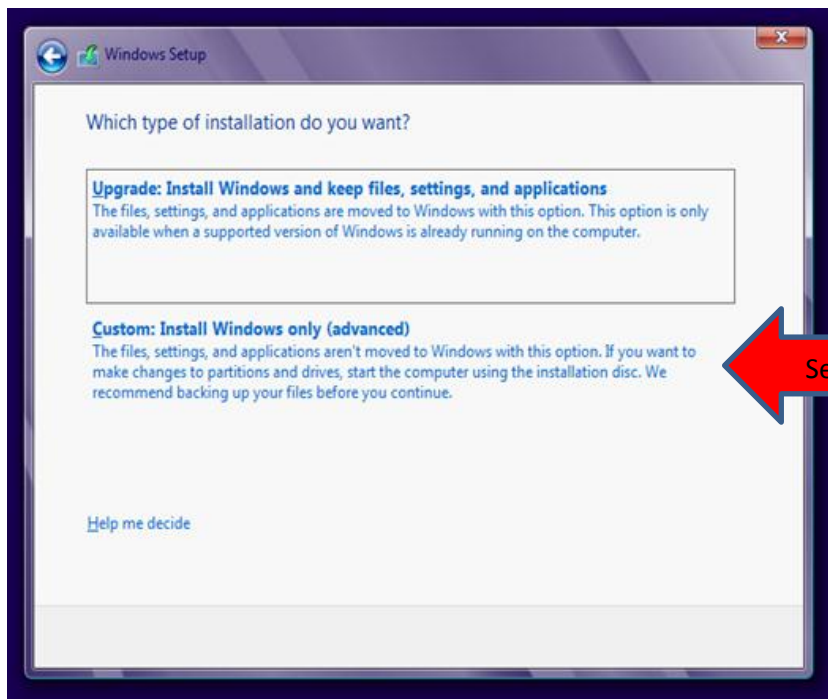 Windows Setup
Which type of installation do you want?
Upgrade: Install Windows and keep files, settings, and applications
The files, settings, and applications are moved to Windows with this option. This option is only
available when a supported version of Windows is already running on the computer.
Custom: Install Windows only (advanced)
The files, settings, and applications aren't moved to Windows with this option. If you want to
make changes to partitions and drives, start the computer using the installation disc. We
recommend backing up your files before you continue.
Help me decide